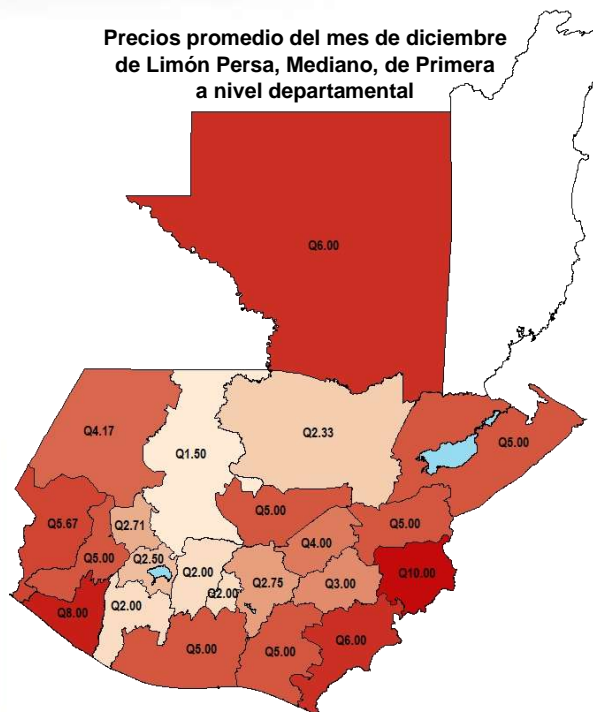 Precios promedio del mes de diciembre
de Limón Persa, Mediano, de Primera
a nivel departamental
Q6.00
Q4.17
Q1.50
Q2.33
Q5.00
Q5.67
Q2.71
Q5.00
Q5.00
Q5.00
Q2.50
Q4.00
Q10.00
Q2.00
Q2.00
Q2.75
Q3.00
Q8.00
Q2.00
Q5.00
Q5.00
Q6.00